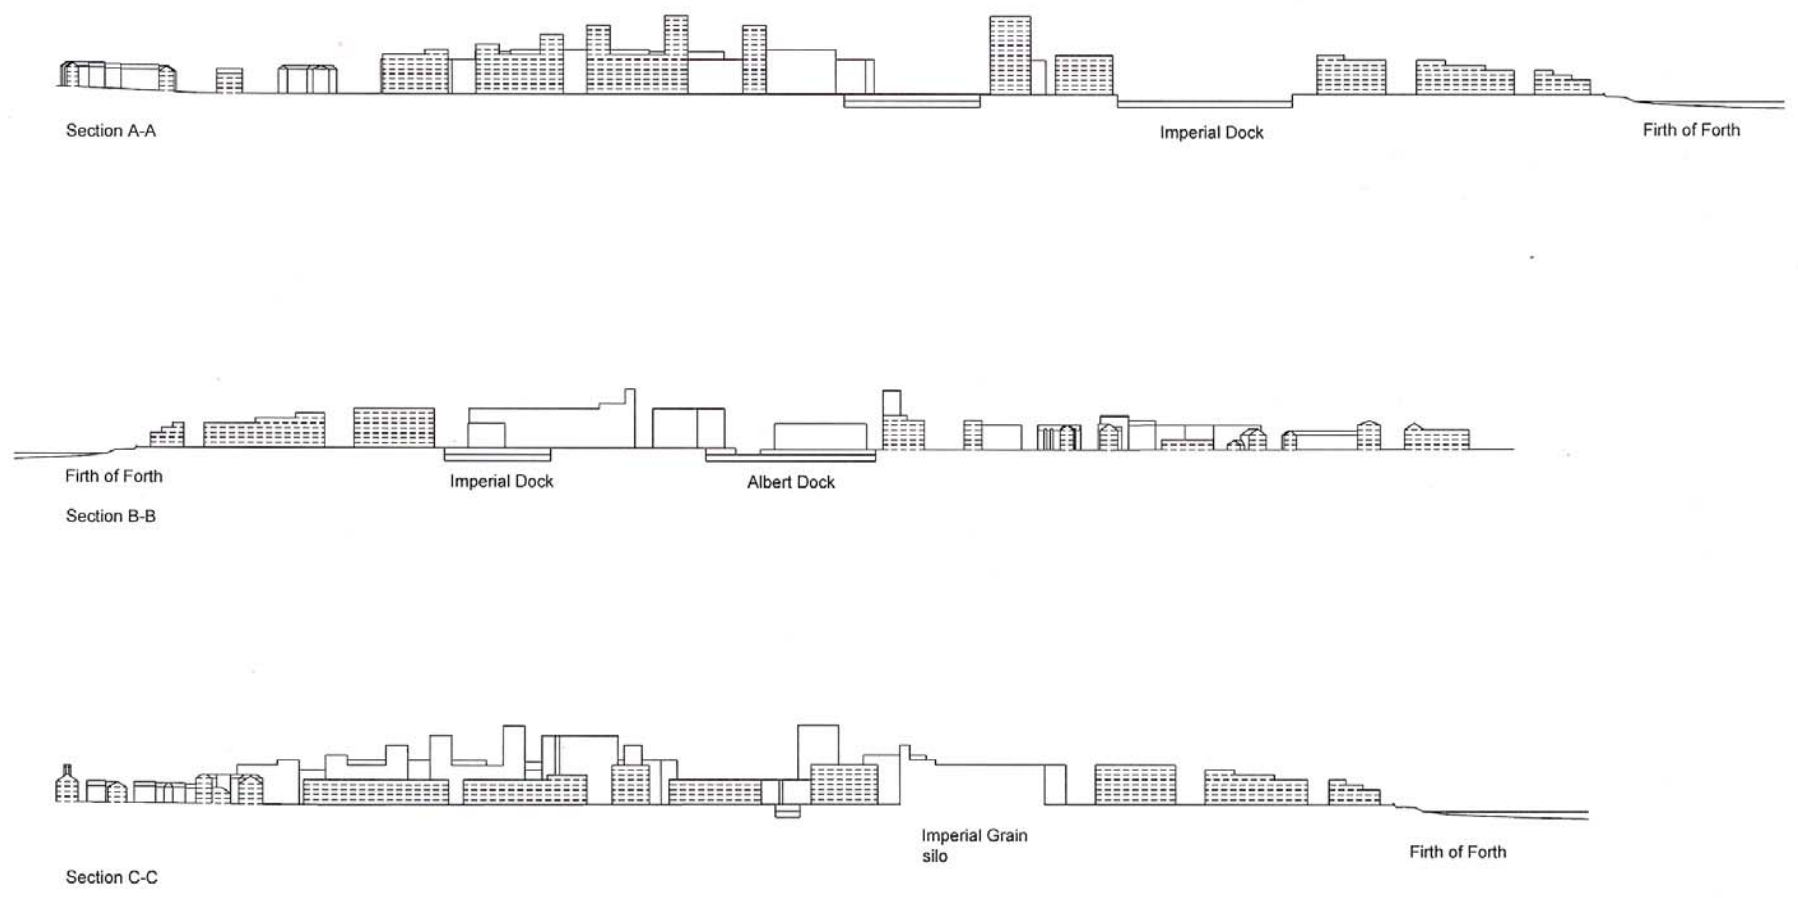 Section A-A
Imperial Dock
Firth of Forth
Firth of Forth
Imperial Dock
Albert Dock
Section B-B
Imperial Grain
silo
Firth of Forth
Section C-C